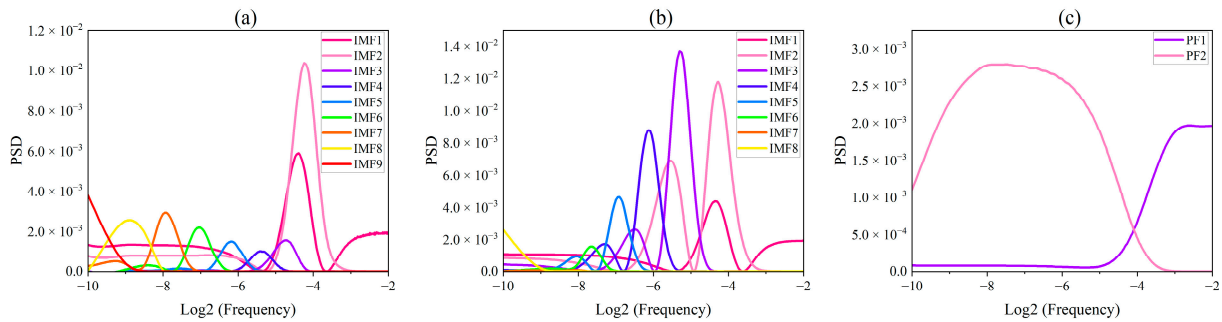 (a)
1.2 × 10⁻²
1.0 × 10⁻²
8.0 × 10⁻³
6.0 × 10⁻³
4.0 × 10⁻³
2.0 × 10⁻³
0.0
PSD
-10
-8
-6
-4
-2
Log2 (Frequency)
IMF1
IMF2
IMF3
IMF4
IMF5
IMF6
IMF7
IMF8
IMF9
(b)
1.4 × 10⁻²
1.2 × 10⁻²
1.0 × 10⁻²
8.0 × 10⁻³
6.0 × 10⁻³
4.0 × 10⁻³
2.0 × 10⁻³
0.0
PSD
-10
-8
-6
-4
-2
Log2 (Frequency)
IMF1
IMF2
IMF3
IMF4
IMF5
IMF6
IMF7
IMF8
(c)
3.0 × 10⁻³
2.5 × 10⁻³
2.0 × 10⁻³
1.5 × 10⁻³
1.0 × 10⁻³
5.0 × 10⁻⁴
0.0
PSD
-10
-8
-6
-4
-2
Log2 (Frequency)
PF1
PF2